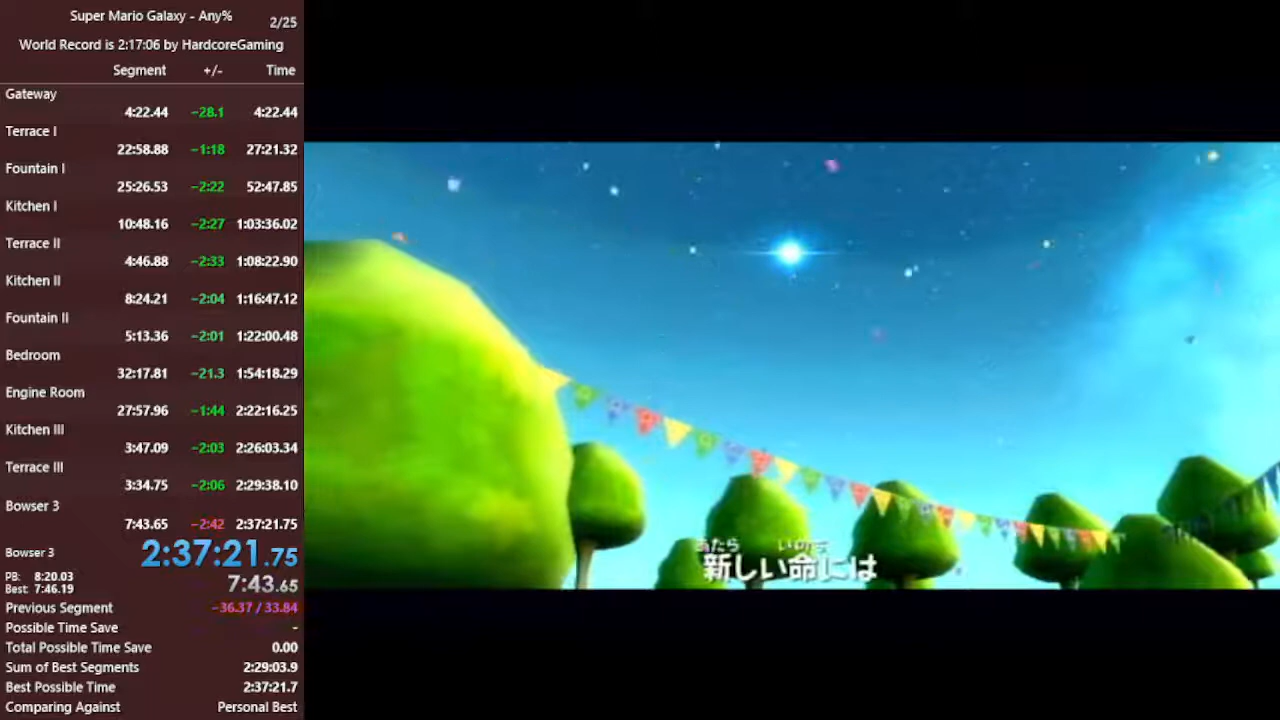 Super Mario Galaxy - Any%
2/25
World Record is 2:17:06 by HardcoreGaming
Segment +/- Time
Gateway
4:22.44 −28.1 4:22.44
Terrace I
22:58.88 −1:18 27:21.32
Fountain I
25:26.53 −2:22 52:47.85
Kitchen I
10:48.16 −2:27 1:03:36.02
Terrace II
4:46.88 −2:33 1:08:22.90
Kitchen II
8:24.21 −2:04 1:16:47.12
Fountain II
5:13.36 −2:01 1:22:00.48
Bedroom
32:17.81 −21.3 1:54:18.29
Engine Room
27:57.96 −1:44 2:22:16.25
Kitchen III
3:47.09 −2:03 2:26:03.34
Terrace III
3:34.75 −2:06 2:29:38.10
Bowser 3
7:43.65 −2:42 2:37:21.75
2:37:21.75
Bowser 3
PB: 8:20.03
Best: 7:46.19
7:43.65
Previous Segment −36.37 / 33.84
Possible Time Save -
Total Possible Time Save 0.00
Sum of Best Segments 2:29:03.9
Best Possible Time 2:37:21.7
Comparing Against Personal Best
あたら いのち
新しい命には